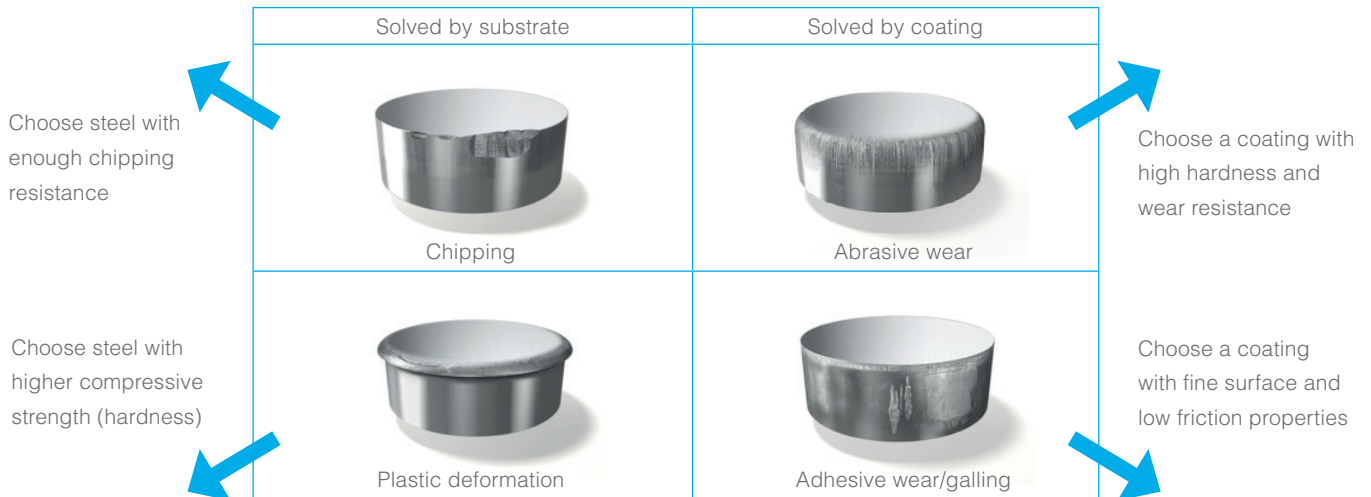 Solved by substrate
Solved by coating
Choose steel with
enough chipping
resistance
Chipping
Abrasive wear
Choose a coating with
high hardness and
wear resistance
Choose steel with
higher compressive
strength (hardness)
Plastic deformation
Adhesive wear/galling
Choose a coating
with fine surface and
low friction properties